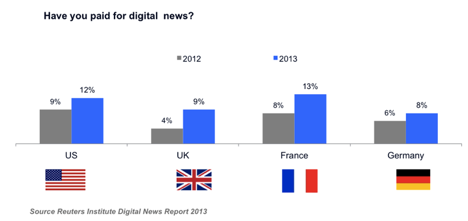 Have you paid for digital news?
2012 2013
9% 12% 4% 9% 8% 13% 6% 8%
US UK France Germany
Source Reuters Institute Digital News Report 2013